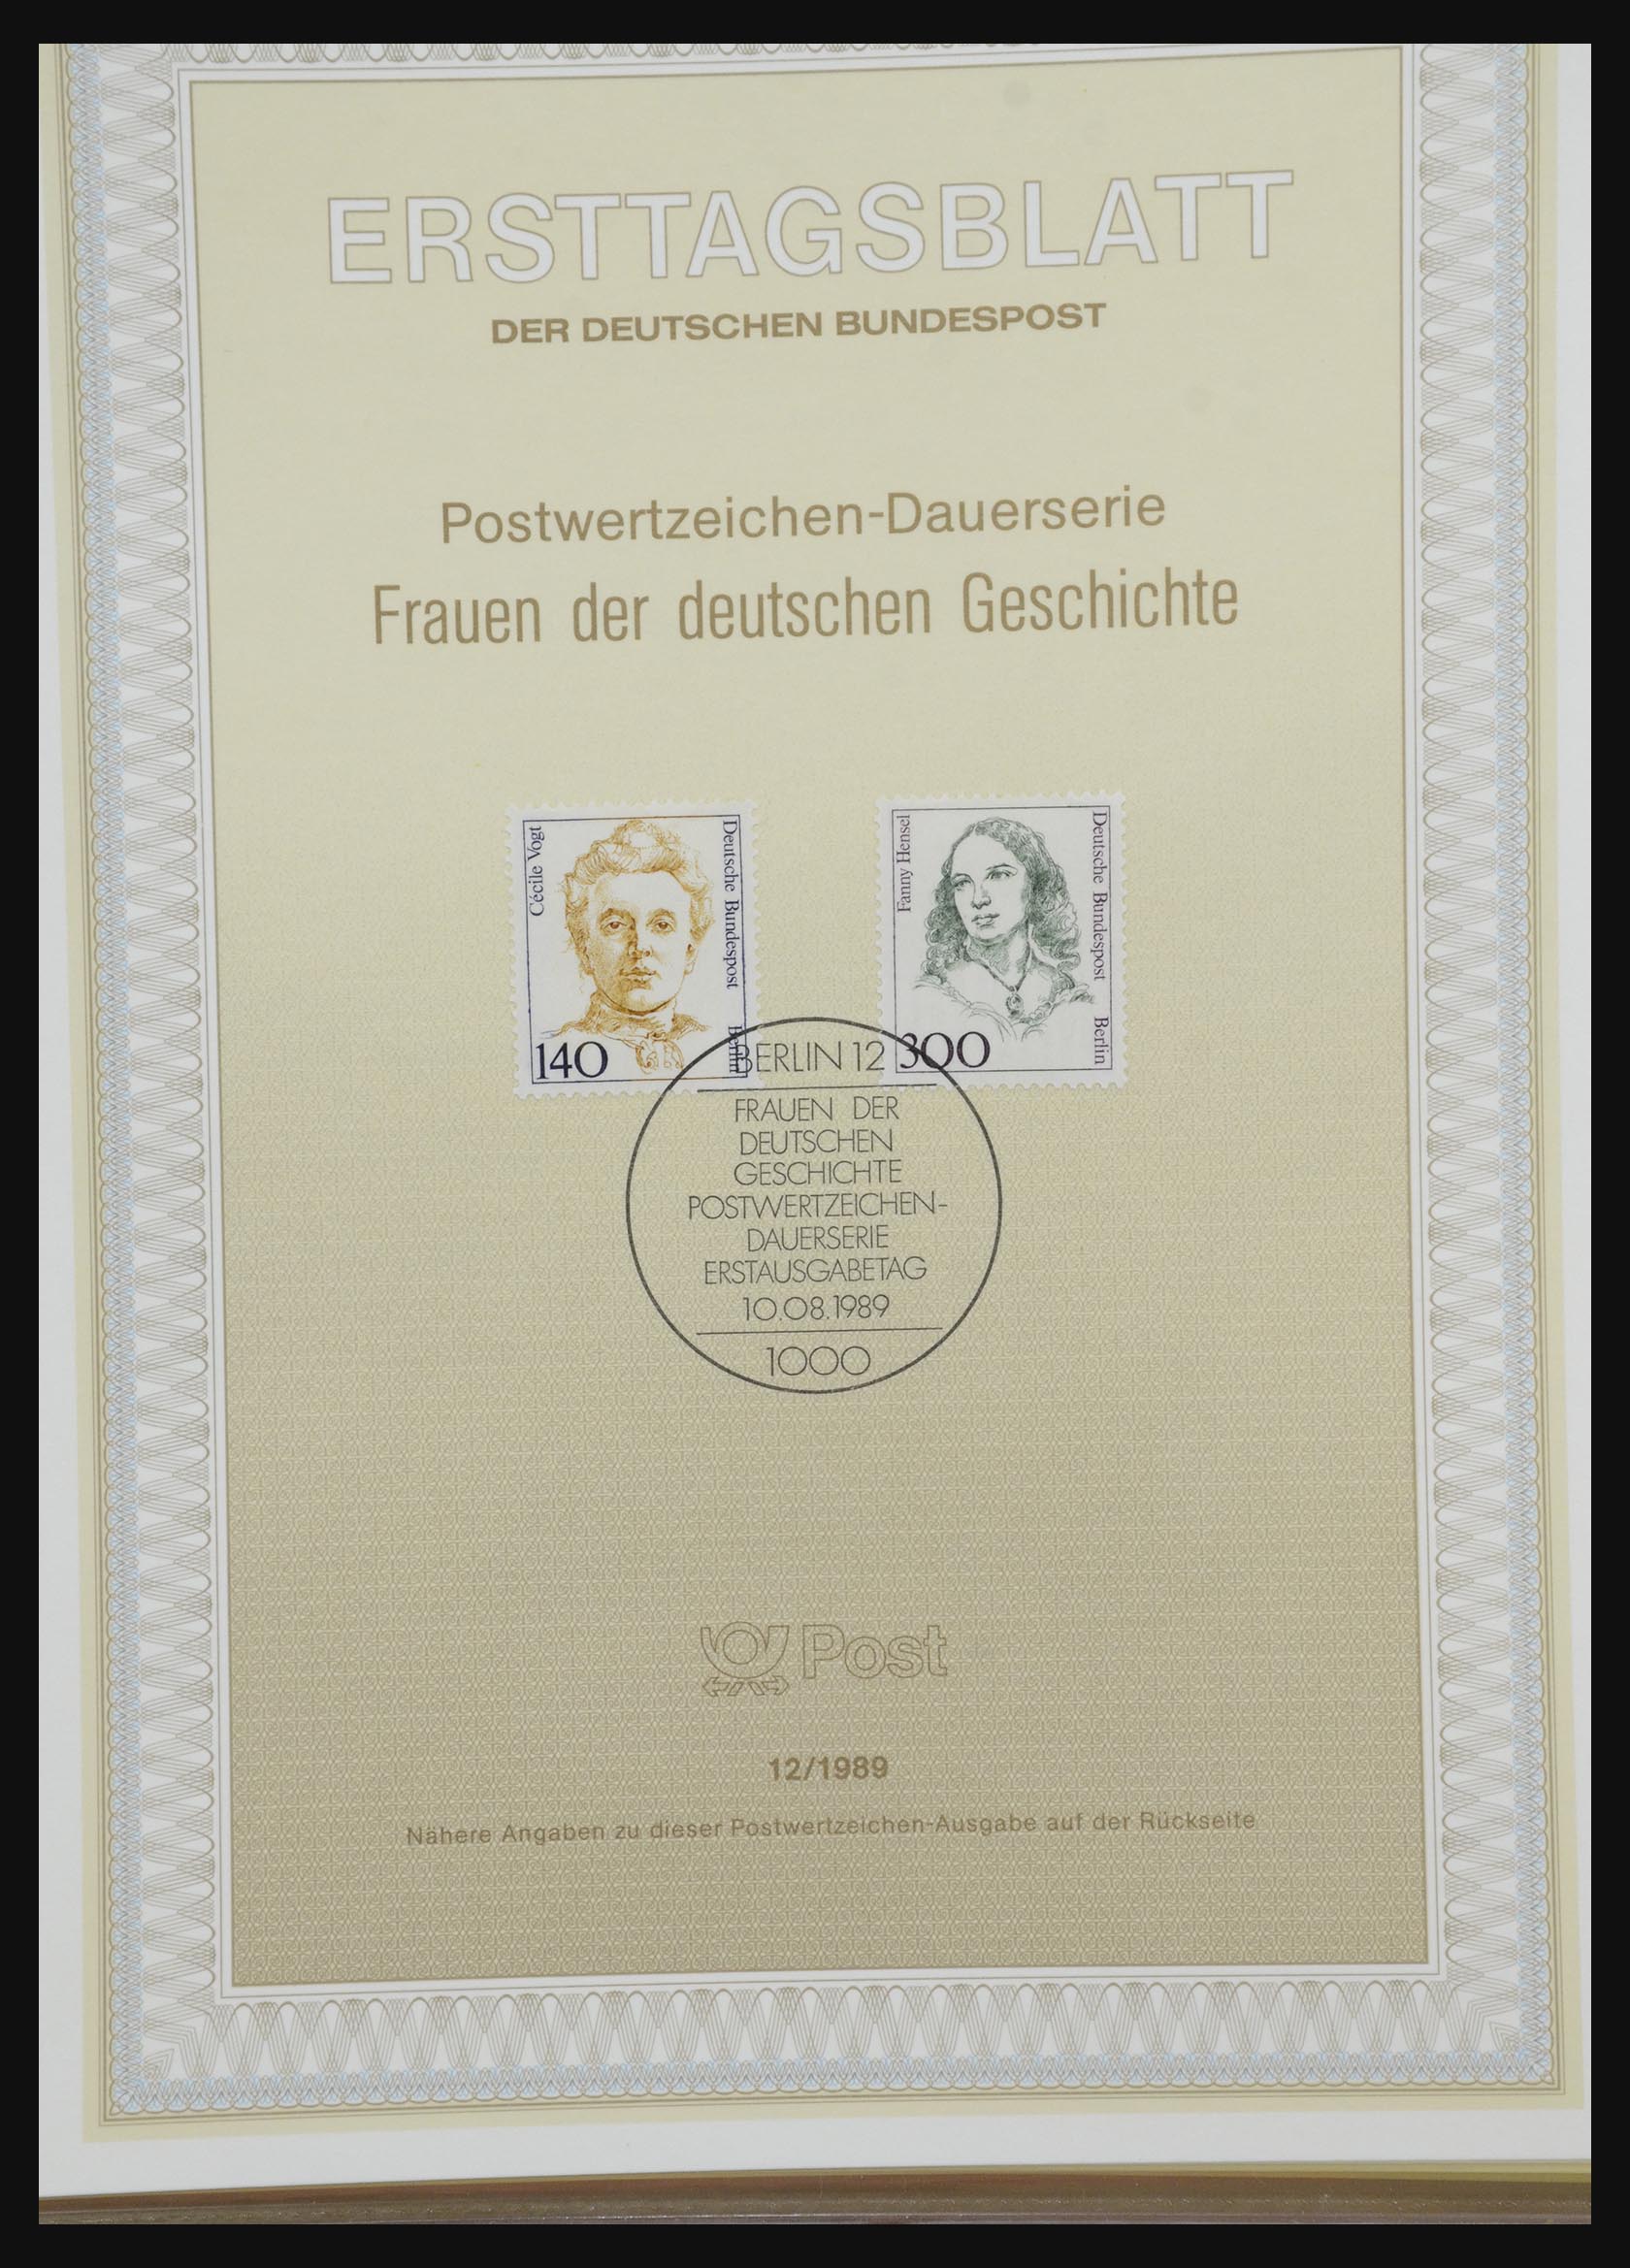 ERSTTAGSBLATT
DER DEUTSCHEN BUNDESPOST
Postwertzeichen-Dauerserie
Frauen der deutschen Geschichte
Cécile Vogt
Deutsche Bundespost Berlin
140
Fanny Hensel
Deutsche Bundespost Berlin
300
BERLIN 12
FRAUEN DER
DEUTSCHEN
GESCHICHTE
POSTWERTZEICHEN-
DAUERSERIE
ERSTAUSGABETAG
10.08.1989
1000
Post
12/1989
Nähere Angaben zu dieser Postwertzeichen-Ausgabe auf der Rückseite